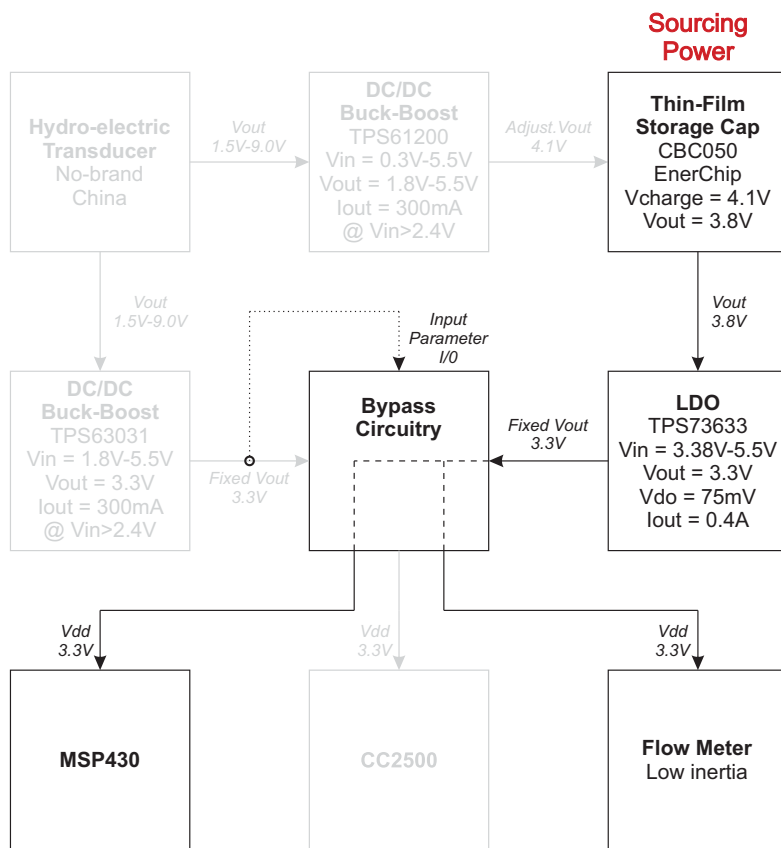 Sourcing
Power
Hydro-electric
Transducer
No-brand
China
Vout
1.5V-9.0V
DC/DC
Buck-Boost
TPS61200
Vin = 0.3V-5.5V
Vout = 1.8V-5.5V
Iout = 300mA
@ Vin>2.4V
Adjust.Vout
4.1V
Thin-Film
Storage Cap
CBC050
EnerChip
Vcharge = 4.1V
Vout = 3.8V
Vout
1.5V-9.0V
Input
Parameter
I/0
Vout
3.8V
DC/DC
Buck-Boost
TPS63031
Vin = 1.8V-5.5V
Vout = 3.3V
Iout = 300mA
@ Vin>2.4V
Fixed Vout
3.3V
Bypass
Circuitry
Fixed Vout
3.3V
LDO
TPS73633
Vin = 3.38V-5.5V
Vout = 3.3V
Vdo = 75mV
Iout = 0.4A
Vdd
3.3V
Vdd
3.3V
Vdd
3.3V
MSP430
CC2500
Flow Meter
Low inertia